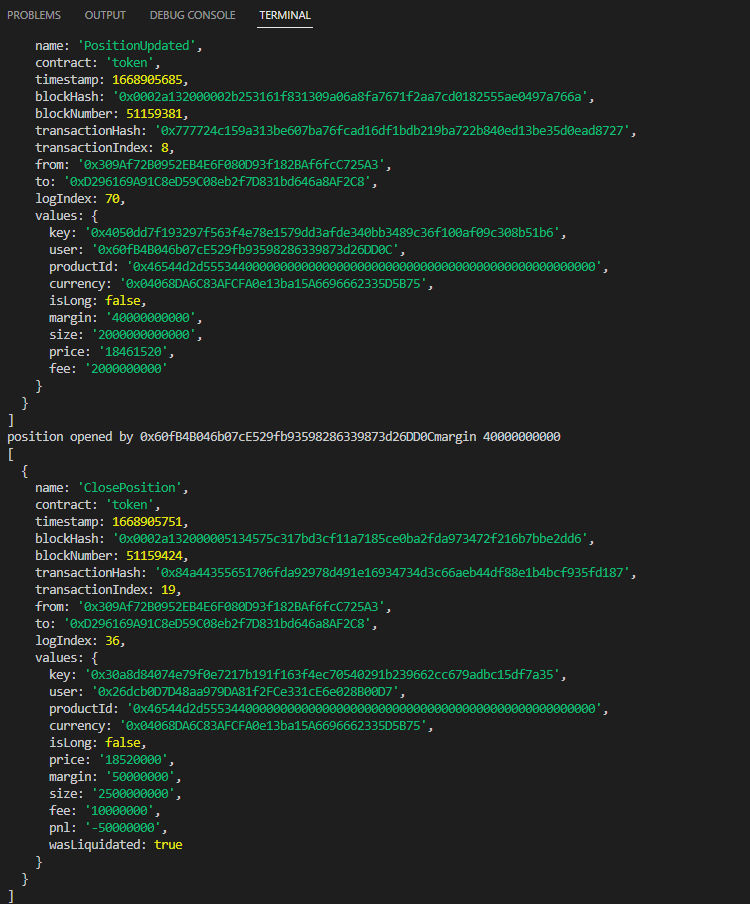 PROBLEMS OUTPUT DEBUG CONSOLE TERMINAL
name: 'PositionUpdated',
contract: 'token',
timestamp: 1668905685,
blockHash: '0x0002a132000002b253161f831309a06a8fa7671f2aa7cd0182555ae0497a766a',
blockNumber: 51159381,
transactionHash: '0x777724c159a313be607ba76fcad16df1bdb219ba722b840ed13be35d0ead8727',
transactionIndex: 8,
from: '0x309Af72B0952EB4E6F080D93f182BAf6fcC725A3',
to: '0xD296169A91C8eD59C08eb2f7D831bd646a8AF2C8',
logIndex: 70,
values: {
key: '0x4050dd7f193297f563f4e78e1579dd3afde340bb3489c36f100af09c308b51b6',
user: '0x60fB4B046b07cE529fb93598286339873d26DD0C',
productId: '0x46544d2d55534400000000000000000000000000000000000000000000000000',
currency: '0x04068DA6C83AFCFA0e13ba15A6696662335D5B75',
isLong: false,
margin: '40000000000',
size: '2000000000000',
price: '18461520',
fee: '2000000000'
}
}
]
position opened by 0x60fB4B046b07cE529fb93598286339873d26DD0Cmargin 40000000000
[
{
name: 'ClosePosition',
contract: 'token',
timestamp: 1668905751,
blockHash: '0x0002a132000005134575c317bd3cf11a7185ce0ba2fda973472f216b7bbe2dd6',
blockNumber: 51159424,
transactionHash: '0x84a44355651706fda92978d491e16934734d3c66aeb44df88e1b4bcf935fd187',
transactionIndex: 19,
from: '0x309Af72B0952EB4E6F080D93f182BAf6fcC725A3',
to: '0xD296169A91C8eD59C08eb2f7D831bd646a8AF2C8',
logIndex: 36,
values: {
key: '0x30a8d84074e79f0e7217b191f163f4ec70540291b239662cc679adbc15df7a35',
user: '0x26dcb0D7D48aa979DA81f2FCe331cE6e028B00D7',
productId: '0x46544d2d55534400000000000000000000000000000000000000000000000000',
currency: '0x04068DA6C83AFCFA0e13ba15A6696662335D5B75',
isLong: false,
price: '18520000',
margin: '50000000',
size: '2500000000',
fee: '10000000',
pnl: '-50000000',
wasLiquidated: true
}
}
]